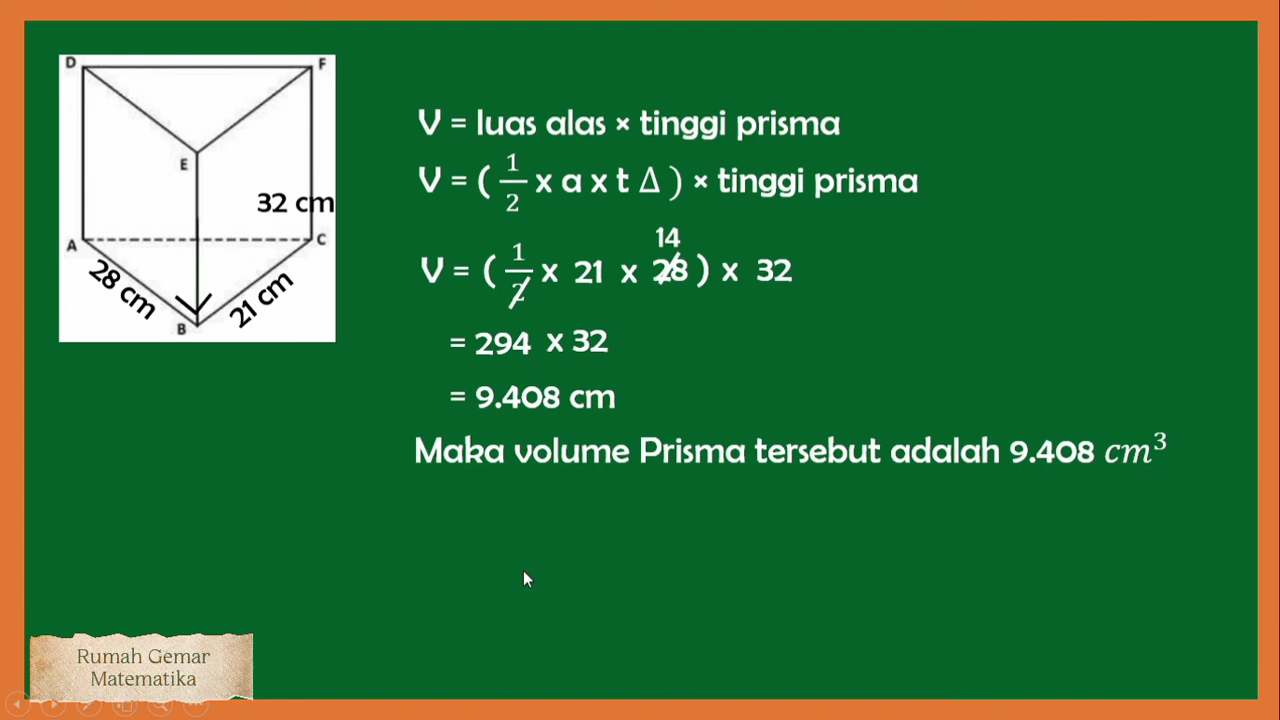 D
F
E
32 cm
A
C
28 cm
21 cm
B
V = luas alas × tinggi prisma
V = ( 1/2 x a x t Δ ) × tinggi prisma
14
V = ( 1/2 x 21 x 28 ) x 32
= 294 x 32
= 9.408 cm
Maka volume Prisma tersebut adalah 9.408 cm³
Rumah Gemar
Matematika